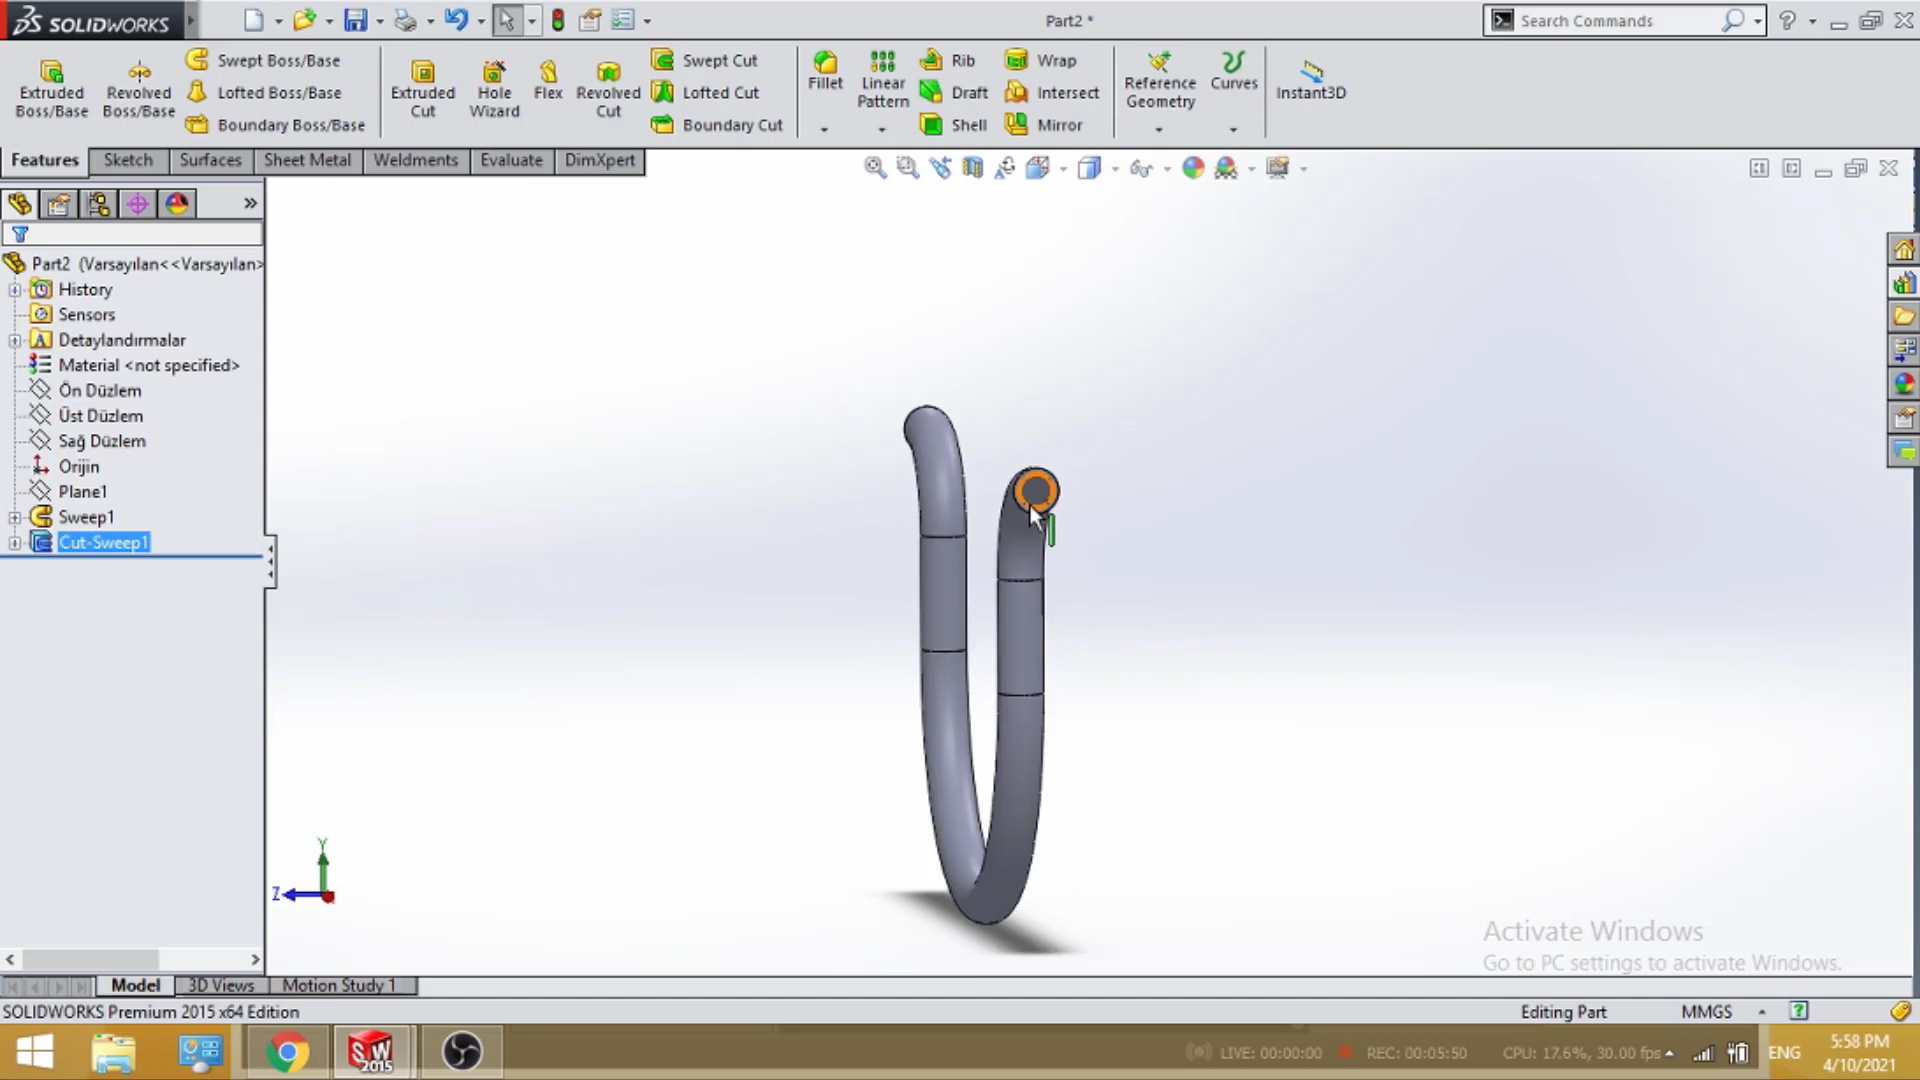 SOLIDWORKS
Part2 *
Search Commands
Extruded Boss/Base
Revolved Boss/Base
Swept Boss/Base
Lofted Boss/Base
Boundary Boss/Base
Extruded Cut
Hole Wizard
Flex
Revolved Cut
Swept Cut
Lofted Cut
Boundary Cut
Fillet
Linear Pattern
Rib
Draft
Shell
Wrap
Intersect
Mirror
Reference Geometry
Curves
Instant3D
Features
Sketch
Surfaces
Sheet Metal
Weldments
Evaluate
DimXpert
Part2 (Varsayılan<<Varsayılan>
History
Sensors
Detaylandırmalar
Material <not specified>
Ön Düzlem
Üst Düzlem
Sağ Düzlem
Orijin
Plane1
Sweep1
Cut-Sweep1
Y
Z
Activate Windows
Go to PC settings to activate Windows.
Model
3D Views
Motion Study 1
SOLIDWORKS Premium 2015 x64 Edition
Editing Part
MMGS
SW 2015
LIVE: 00:00:00
REC: 00:05:50
CPU: 17.6%, 30.00 fps
ENG
5:58 PM
4/10/2021